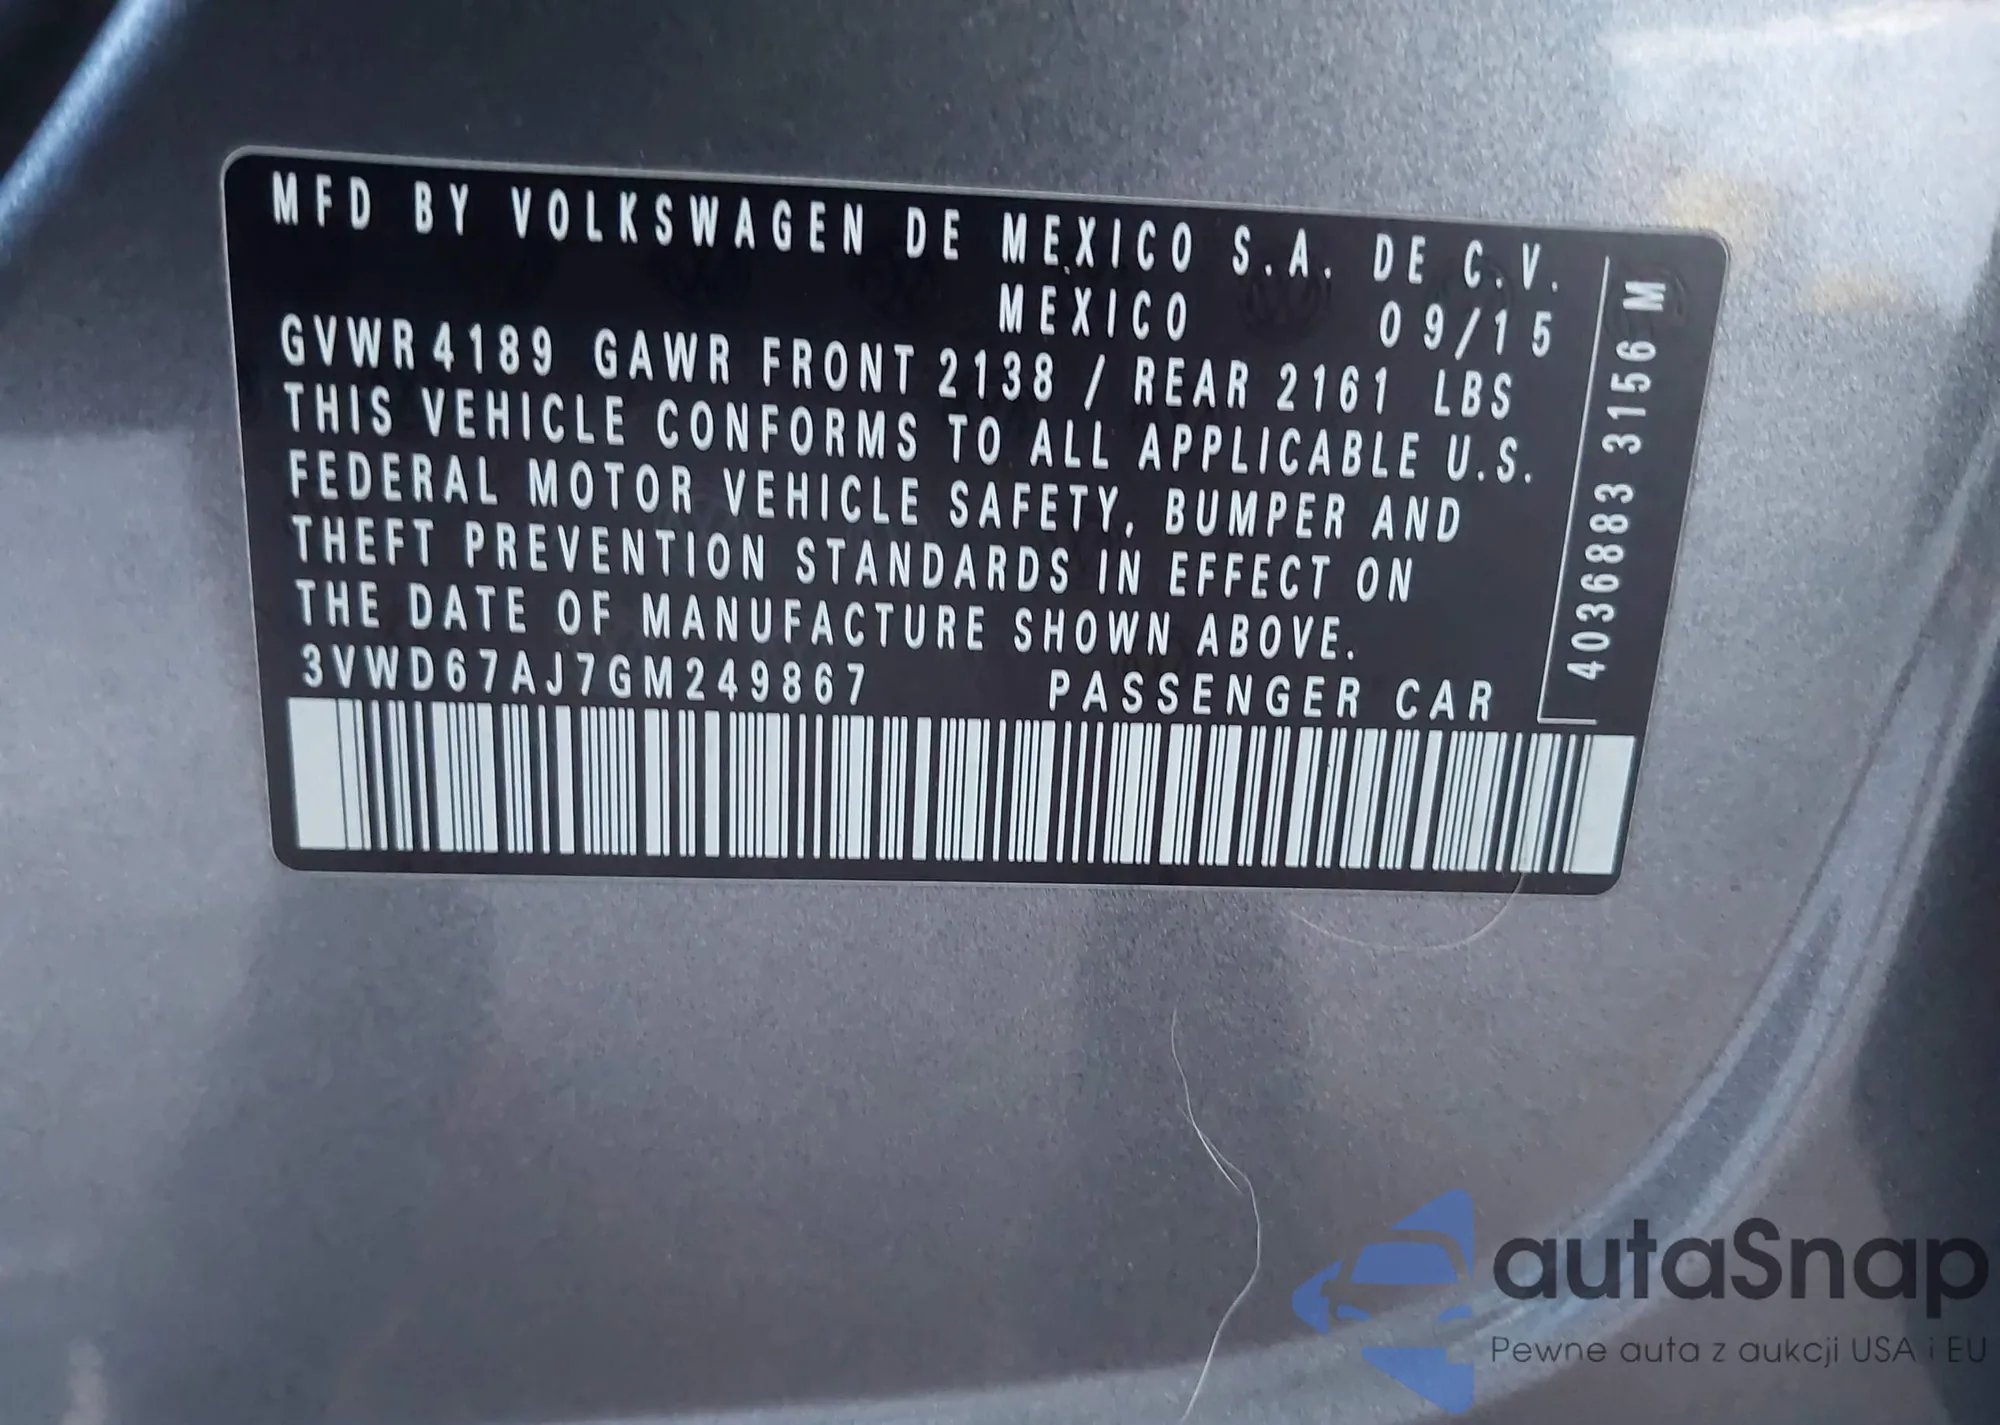 MFD BY VOLKSWAGEN DE MEXICO S.A. DE C.V.
MEXICO 09/15
GVWR 4189 GAWR FRONT 2138 / REAR 2161 LBS
THIS VEHICLE CONFORMS TO ALL APPLICABLE U.S.
FEDERAL MOTOR VEHICLE SAFETY, BUMPER AND
THEFT PREVENTION STANDARDS IN EFFECT ON
THE DATE OF MANUFACTURE SHOWN ABOVE.
3VWD67AJ7GM249867 PASSENGER CAR
4036883 3156 M
autaSnap
Pewne auta z aukcji USA i EU